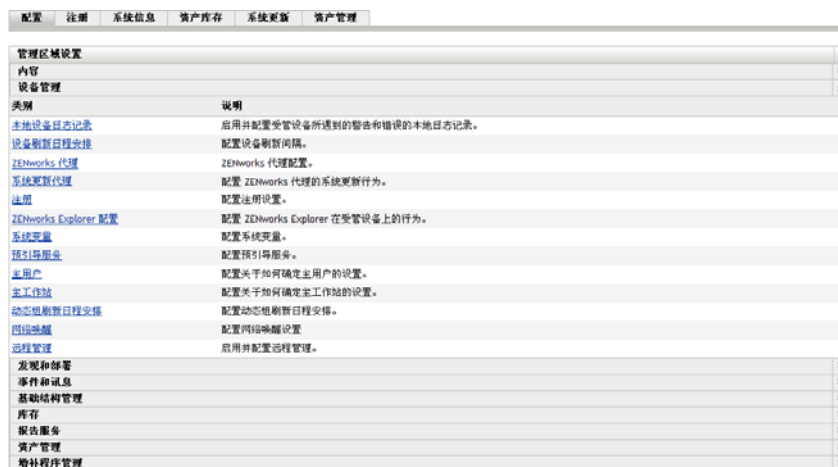 配置 注册 系统信息 资产库存 系统更新 资产管理
管理区域设置
内容
设备管理
类别 说明
本地设备日志记录 启用并配置受管设备所遇到的警告和错误的本地日志记录。
设备刷新日程安排 配置设备刷新间隔。
ZENworks 代理 ZENworks 代理配置。
系统更新代理 配置 ZENworks 代理的系统更新行为。
注册 配置注册设置。
ZENworks Explorer 配置 配置 ZENworks Explorer 在受管设备上的行为。
系统变量 配置系统变量。
预引导服务 配置预引导服务。
主用户 配置关于如何确定主用户的设置。
主工作站 配置关于如何确定主工作站的设置。
动态组刷新日程安排 配置动态组刷新日程安排。
网络唤醒 配置网络唤醒设置
远程管理 启用并配置远程管理。
发现和部署
事件和讯息
基础结构管理
库存
报告服务
资产管理
增补程序管理